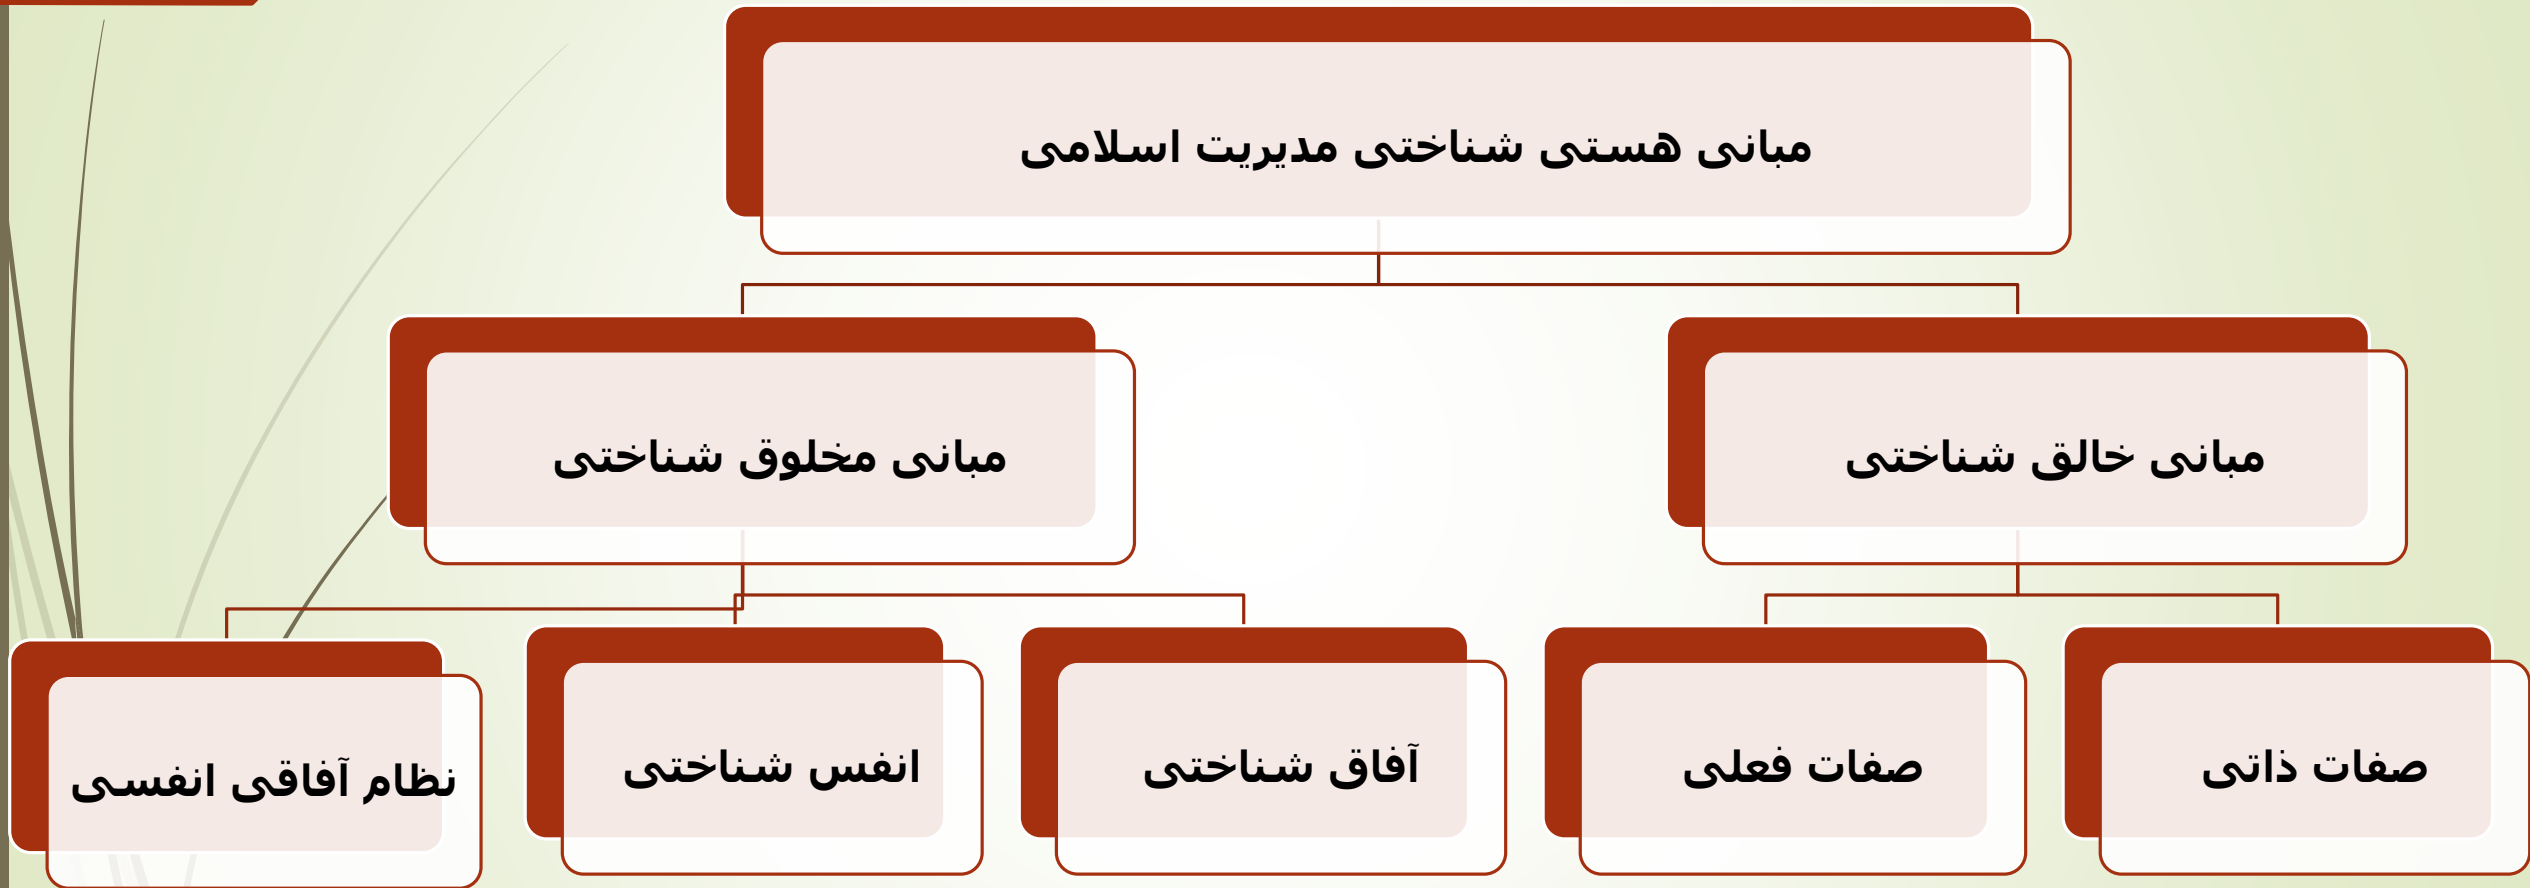 مبانی هستی شناختی مدیریت اسلامی
مبانی خالق شناختی
مبانی مخلوق شناختی
صفات ذاتی
صفات فعلی
آفاق شناختی
انفس شناختی
نظام آفاقی انفسی